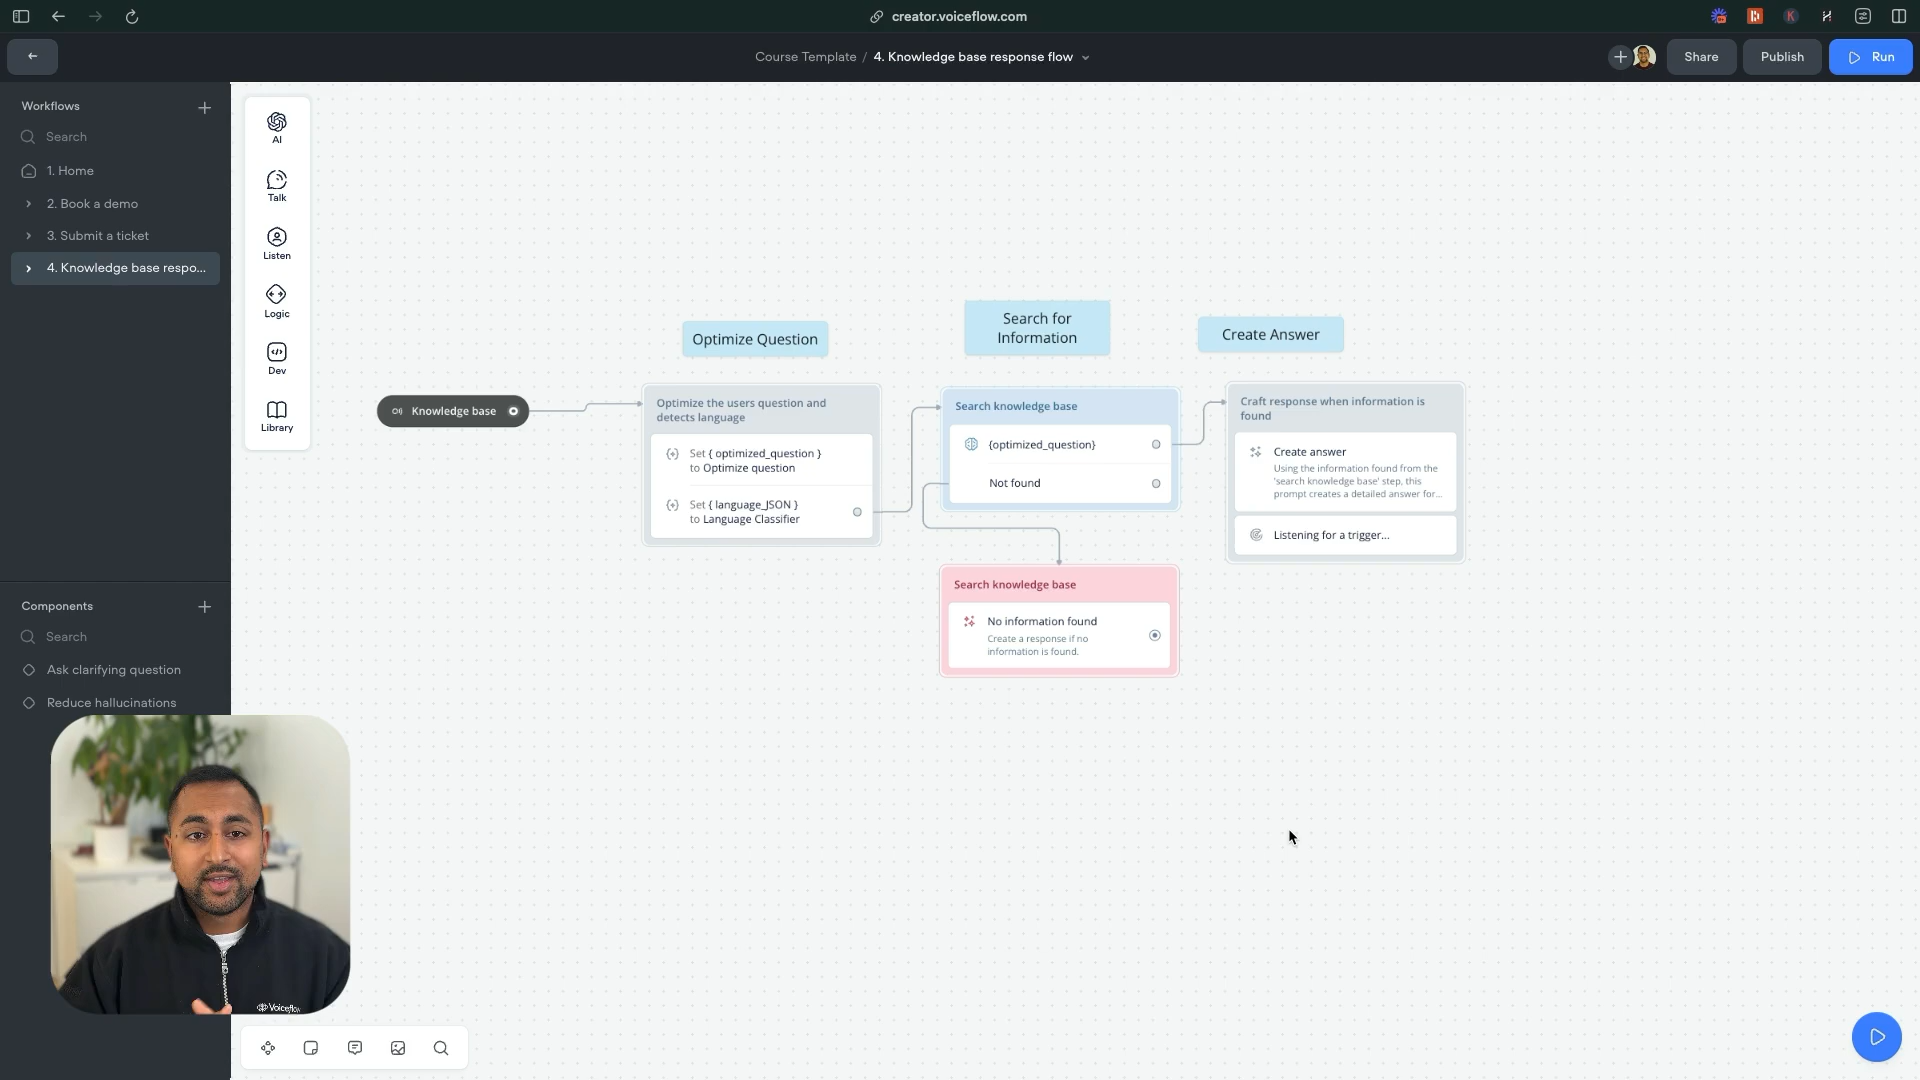 creator.voiceflow.com
Course Template / 4. Knowledge base response flow
Share
Publish
Run
Workflows
Search
1. Home
2. Book a demo
3. Submit a ticket
4. Knowledge base respo...
Components
Search
Ask clarifying question
Reduce hallucinations
AI
Talk
Listen
Logic
Dev
Library
Knowledge base
Optimize Question
Optimize the users question and
detects language
Set { optimized_question }
to Optimize question
Set { language_JSON }
to Language Classifier
Search for
Information
Search knowledge base
{optimized_question}
Not found
Search knowledge base
No information found
Create a response if no
information is found.
Create Answer
Craft response when information is
found
Create answer
Using the information found from the
'search knowledge base' step, this
prompt creates a detailed answer for...
Listening for a trigger...
Voiceflow